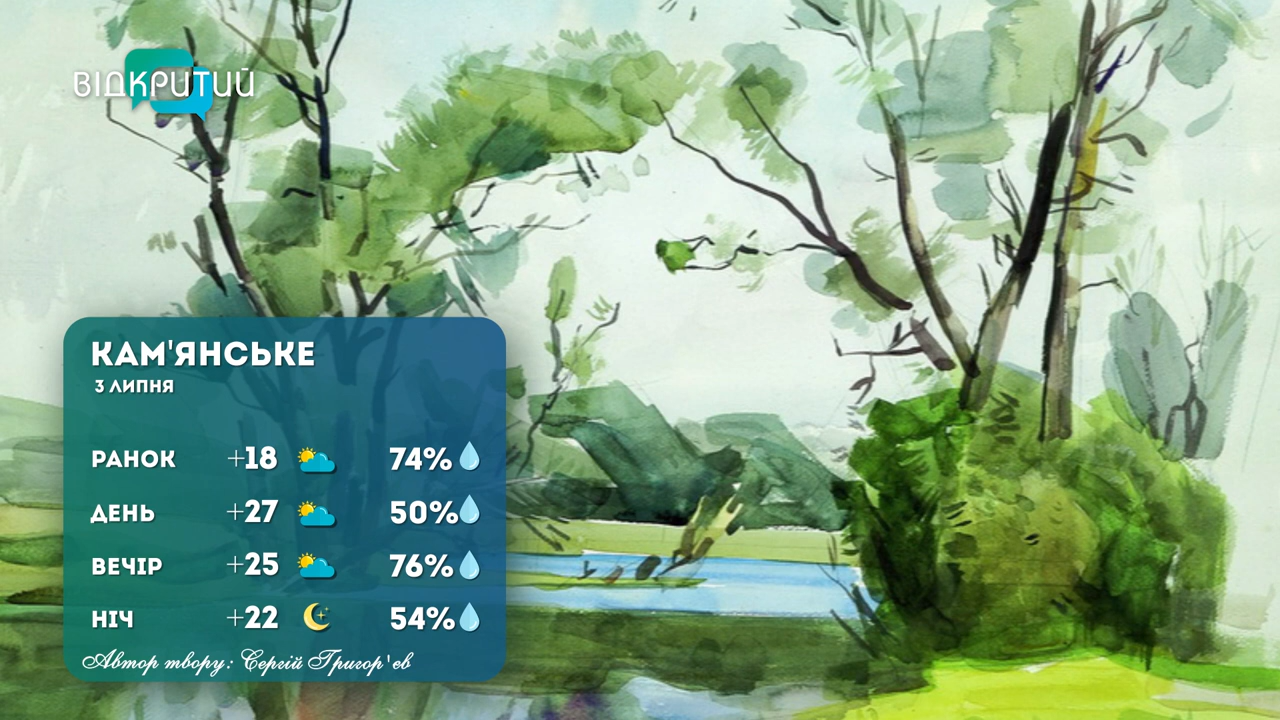 ВІДКРИТИЙ
КАМ'ЯНСЬКЕ
3 ЛИПНЯ
РАНОК +18 74%
ДЕНЬ +27 50%
ВЕЧІР +25 76%
НІЧ +22 54%
Автор твору: Сергій Григор'ев